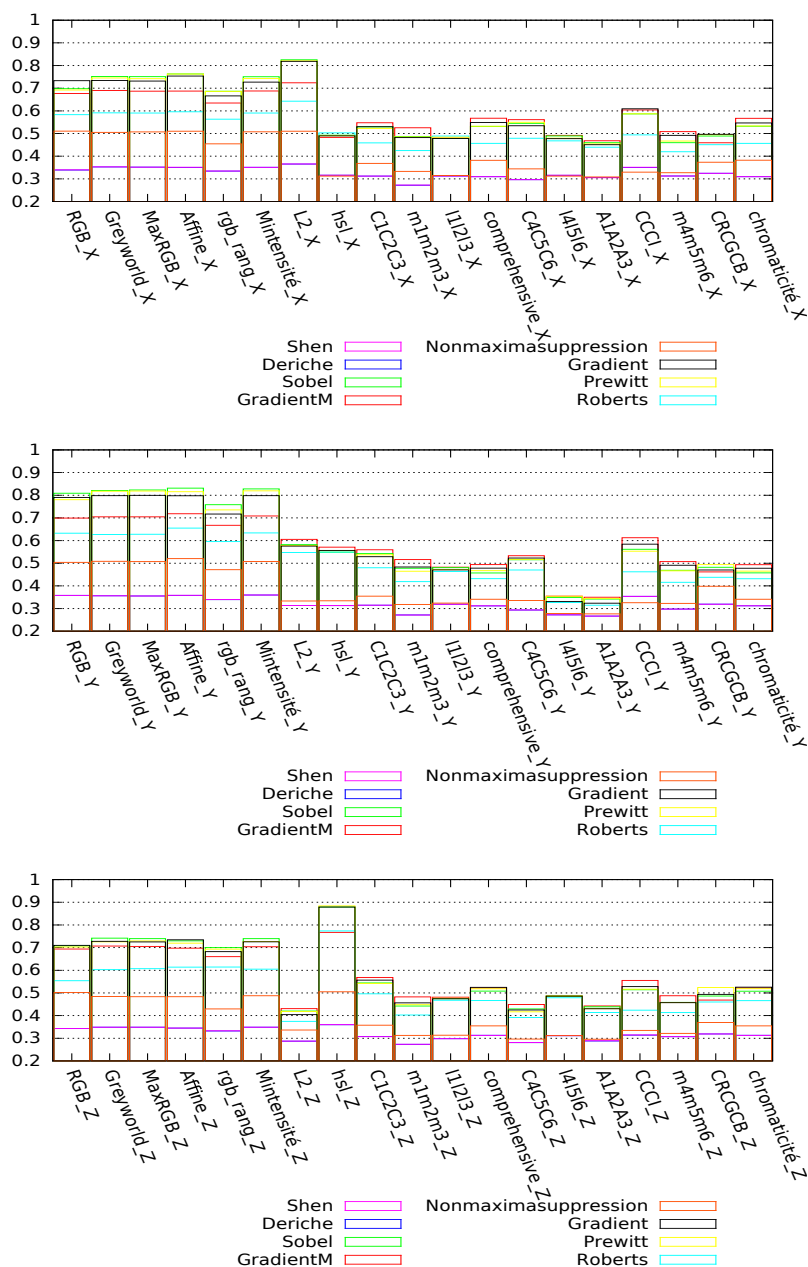 1
0.9
0.8
0.7
0.6
0.5
0.4
0.3
0.2
RGB_X
Greyworld_X
MaxRGB_X
Affine_X
rgb_rang_X
Mintensité_X
L2_X
hsl_X
C1C2C3_X
m1m2m3_X
l1l2l3_X
comprehensive_X
C4C5C6_X
I4I5I6_X
A1A2A3_X
CCCI_X
m4m5m6_X
CRCGCB_X
chromaticité_X
Shen
Deriche
Sobel
GradientM
Nonmaximasuppression
Gradient
Prewitt
Roberts
1
0.9
0.8
0.7
0.6
0.5
0.4
0.3
0.2
RGB_Y
Greyworld_Y
MaxRGB_Y
Affine_Y
rgb_rang_Y
Mintensité_Y
L2_Y
hsl_Y
C1C2C3_Y
m1m2m3_Y
l1l2l3_Y
comprehensive_Y
C4C5C6_Y
I4I5I6_Y
A1A2A3_Y
CCCI_Y
m4m5m6_Y
CRCGCB_Y
chromaticité_Y
Shen
Deriche
Sobel
GradientM
Nonmaximasuppression
Gradient
Prewitt
Roberts
1
0.9
0.8
0.7
0.6
0.5
0.4
0.3
0.2
RGB_Z
Greyworld_Z
MaxRGB_Z
Affine_Z
rgb_rang_Z
Mintensité_Z
L2_Z
hsl_Z
C1C2C3_Z
m1m2m3_Z
l1l2l3_Z
comprehensive_Z
C4C5C6_Z
I4I5I6_Z
A1A2A3_Z
CCCI_Z
m4m5m6_Z
CRCGCB_Z
chromaticité_Z
Shen
Deriche
Sobel
GradientM
Nonmaximasuppression
Gradient
Prewitt
Roberts